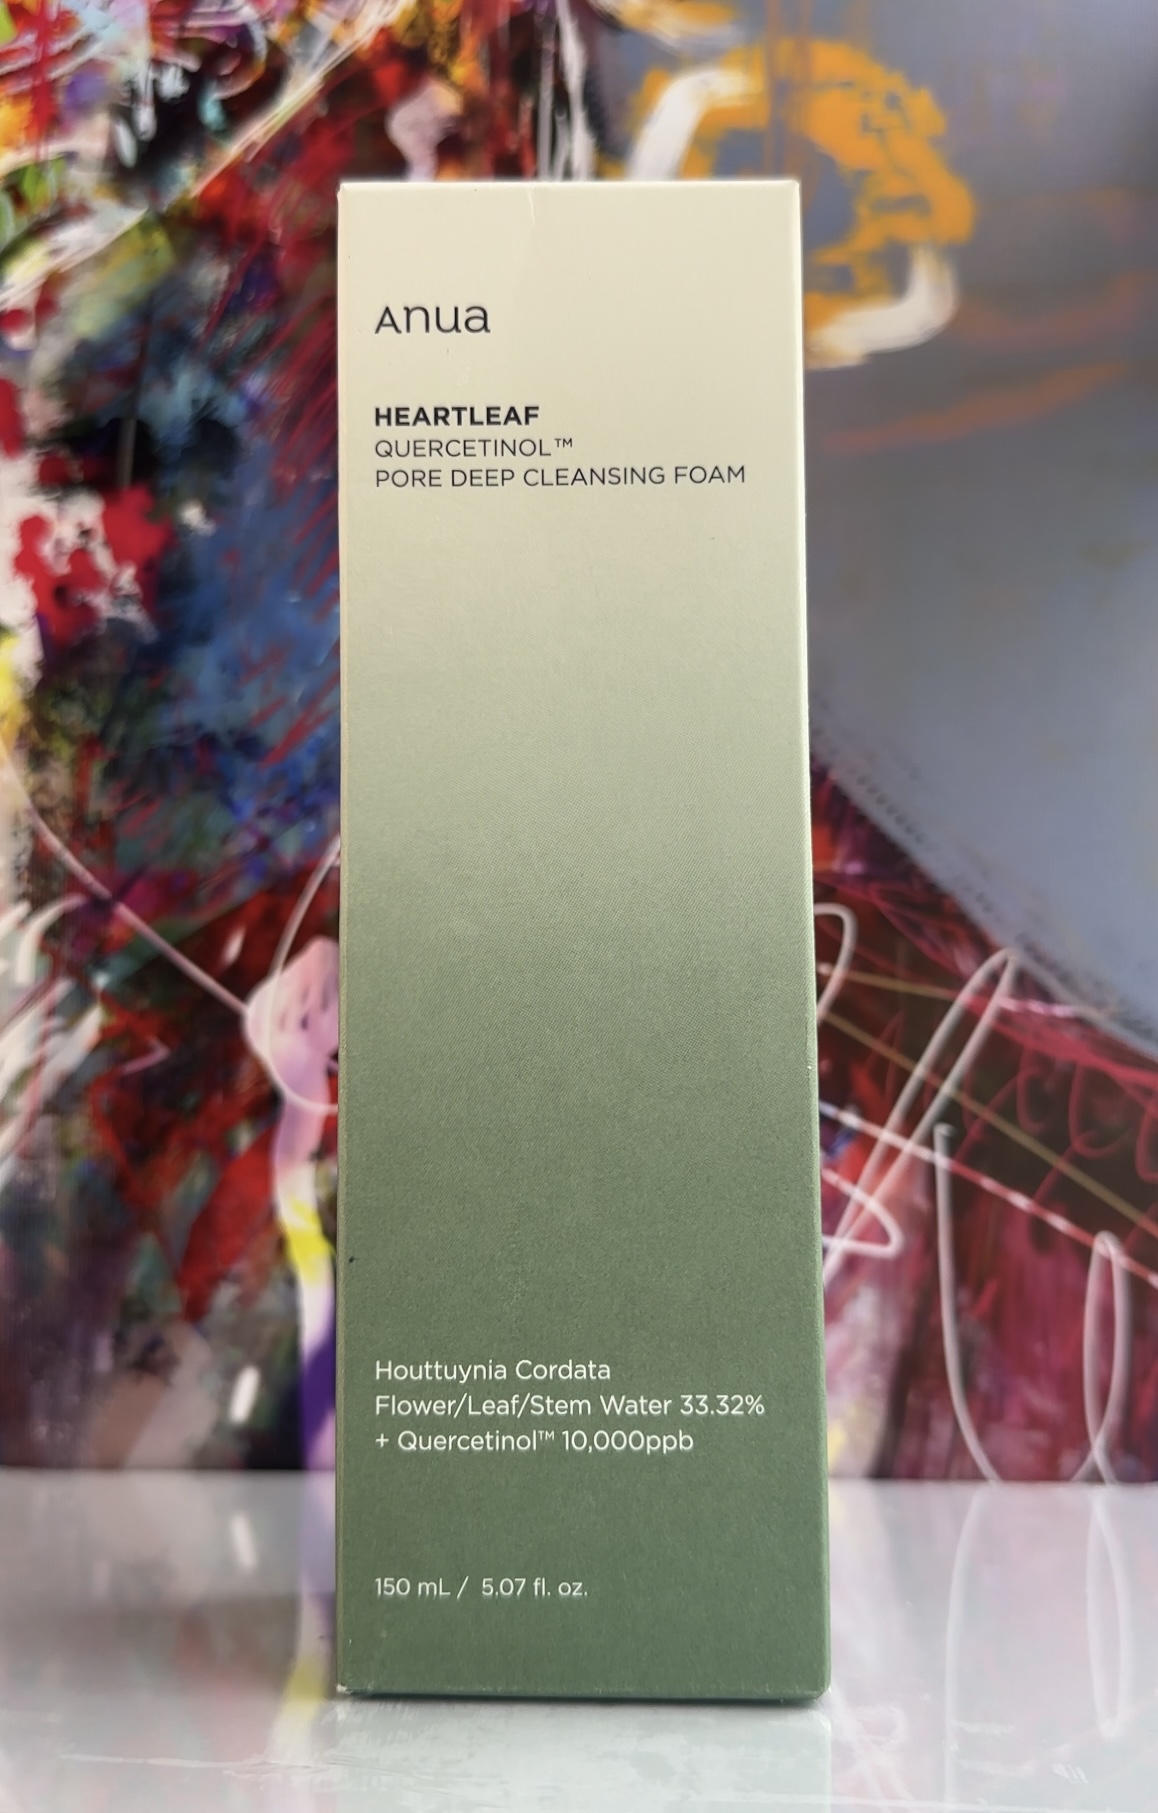 Anua
HEARTLEAF
QUERCETINOL™
PORE DEEP CLEANSING FOAM
Houttuynia Cordata
Flower/Leaf/Stem Water 33.32%
+ Quercetinol™ 10,000ppb
150 mL / 5.07 fl. oz.